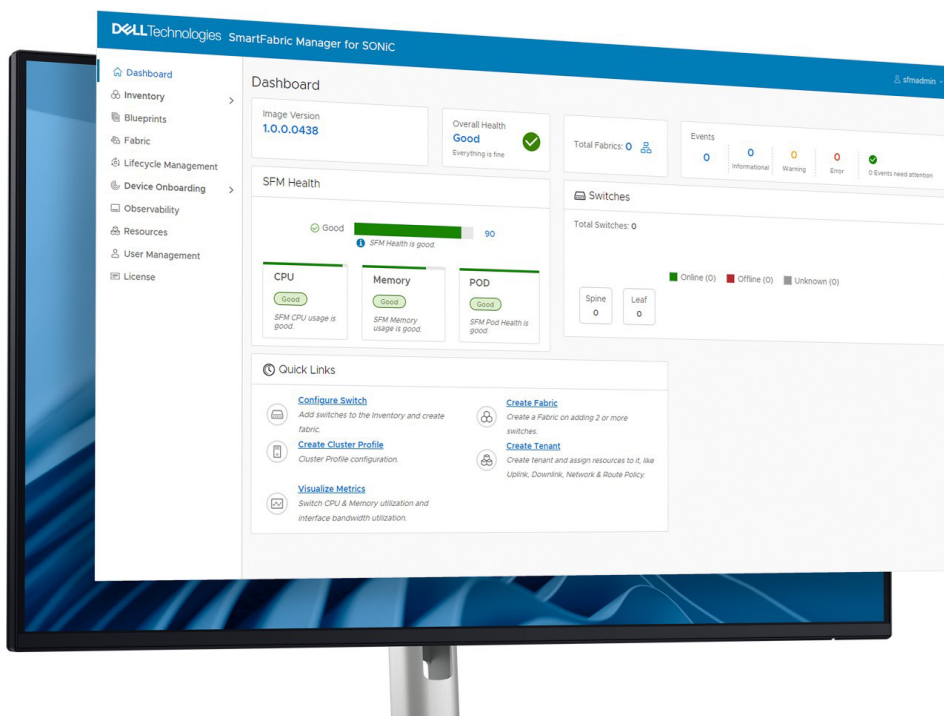 DELLTechnologies SmartFabric Manager for SONiC
sfmadmin
Dashboard
Inventory
Blueprints
Fabric
Lifecycle Management
Device Onboarding
Observability
Resources
User Management
License
Dashboard
Image Version
1.0.0.0438
Overall Health
Good
Everything is fine
Total Fabrics: 0
Events
0
Informational
0
Warning
0
Error
0
0 Events need attention
SFM Health
Good
90
SFM Health is good.
CPU
Good
SFM CPU usage is
good.
Memory
Good
SFM Memory
usage is good.
POD
Good
SFM Pod Health is
good.
Switches
Total Switches: 0
Online (0)
Offline (0)
Unknown (0)
Spine
0
Leaf
0
Quick Links
Configure Switch
Add switches to the Inventory and create
fabric.
Create Fabric
Create a Fabric on adding 2 or more
switches.
Create Cluster Profile
Cluster Profile configuration.
Create Tenant
Create tenant and assign resources to it, like
Uplink, Downlink, Network & Route Policy.
Visualize Metrics
Switch CPU & Memory utilization and
interface bandwidth utilization.